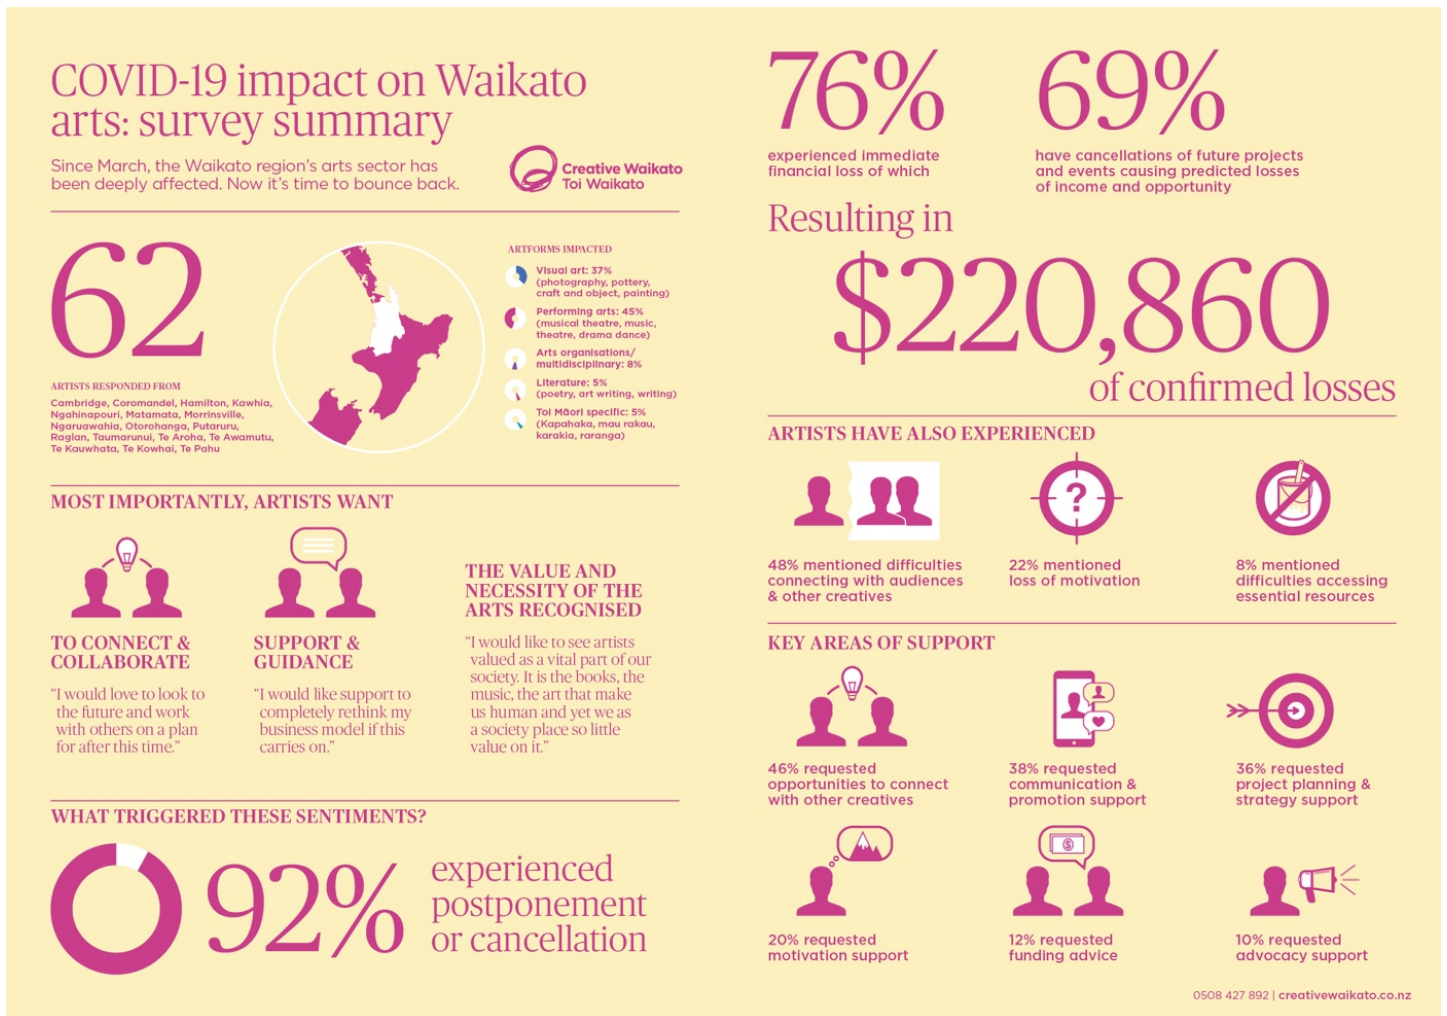 COVID-19 impact on Waikato
arts: survey summary
Since March, the Waikato region's arts sector has
been deeply affected. Now it's time to bounce back.
Creative Waikato
Toi Waikato
62
ARTISTS RESPONDED FROM
Cambridge, Coromandel, Hamilton, Kawhia,
Ngahinapouri, Matamata, Morrinsville,
Ngaruawahia, Otorohanga, Putaruru,
Raglan, Taumarunui, Te Aroha, Te Awamutu,
Te Kauwhata, Te Kowhai, Te Pahu
ARTFORMS IMPACTED
Visual art: 37%
(photography, pottery,
craft and object, painting)
Performing arts: 45%
(musical theatre, music,
theatre, drama dance)
Arts organisations/
multidisciplinary: 8%
Literature: 5%
(poetry, art writing, writing)
Toi Māori specific: 5%
(Kapahaka, mau rakau,
karakia, raranga)
MOST IMPORTANTLY, ARTISTS WANT
TO CONNECT &
COLLABORATE
“I would love to look to
the future and work
with others on a plan
for after this time.”
SUPPORT &
GUIDANCE
“I would like support to
completely rethink my
business model if this
carries on.”
THE VALUE AND
NECESSITY OF THE
ARTS RECOGNISED
“I would like to see artists
valued as a vital part of our
society. It is the books, the
music, the art that make
us human and yet we as
a society place so little
value on it.”
WHAT TRIGGERED THESE SENTIMENTS?
92%
experienced
postponement
or cancellation
76%
experienced immediate
financial loss of which
69%
have cancellations of future projects
and events causing predicted losses
of income and opportunity
Resulting in
$220,860
of confirmed losses
ARTISTS HAVE ALSO EXPERIENCED
?
48% mentioned difficulties
connecting with audiences
& other creatives
22% mentioned
loss of motivation
8% mentioned
difficulties accessing
essential resources
KEY AREAS OF SUPPORT
46% requested
opportunities to connect
with other creatives
38% requested
communication &
promotion support
36% requested
project planning &
strategy support
$
20% requested
motivation support
12% requested
funding advice
10% requested
advocacy support
0508 427 892 | creativewaikato.co.nz